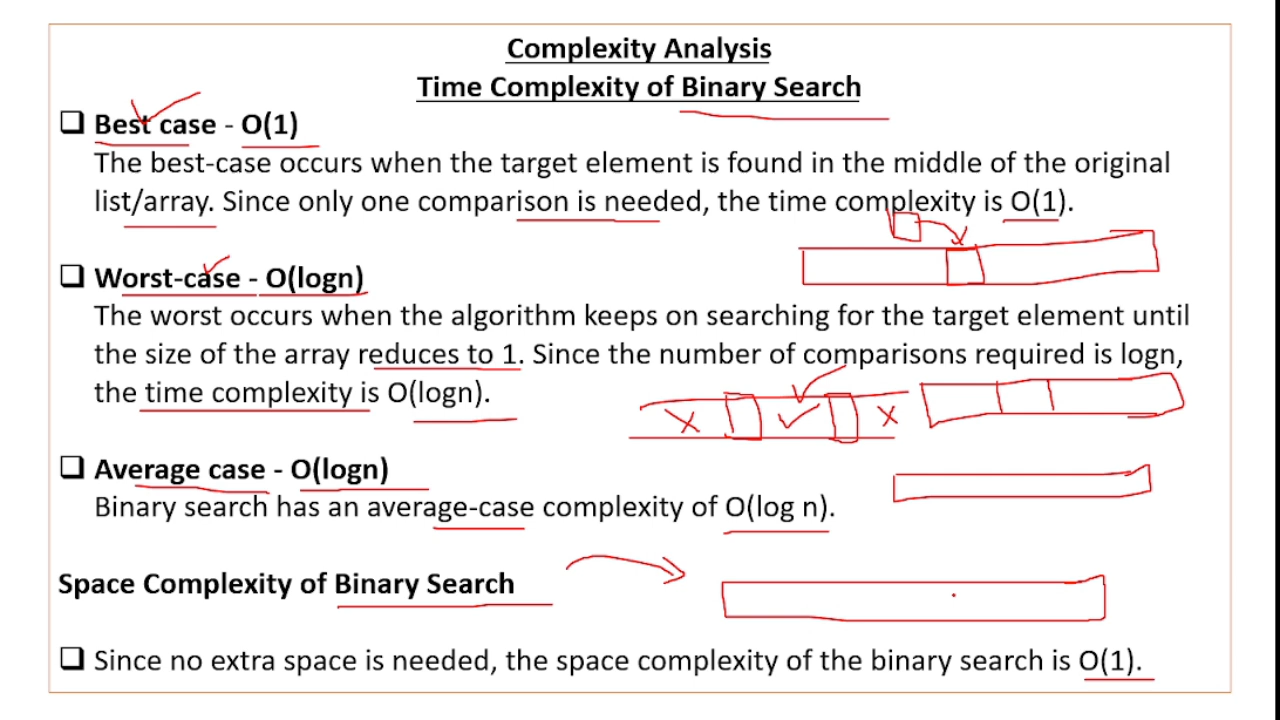 Complexity Analysis
Time Complexity of Binary Search
❑ Best case - O(1)
The best-case occurs when the target element is found in the middle of the original
list/array. Since only one comparison is needed, the time complexity is O(1).
❑ Worst-case - O(logn)
The worst occurs when the algorithm keeps on searching for the target element until
the size of the array reduces to 1. Since the number of comparisons required is logn,
the time complexity is O(logn).
❑ Average case - O(logn)
Binary search has an average-case complexity of O(log n).
Space Complexity of Binary Search
❑ Since no extra space is needed, the space complexity of the binary search is O(1).